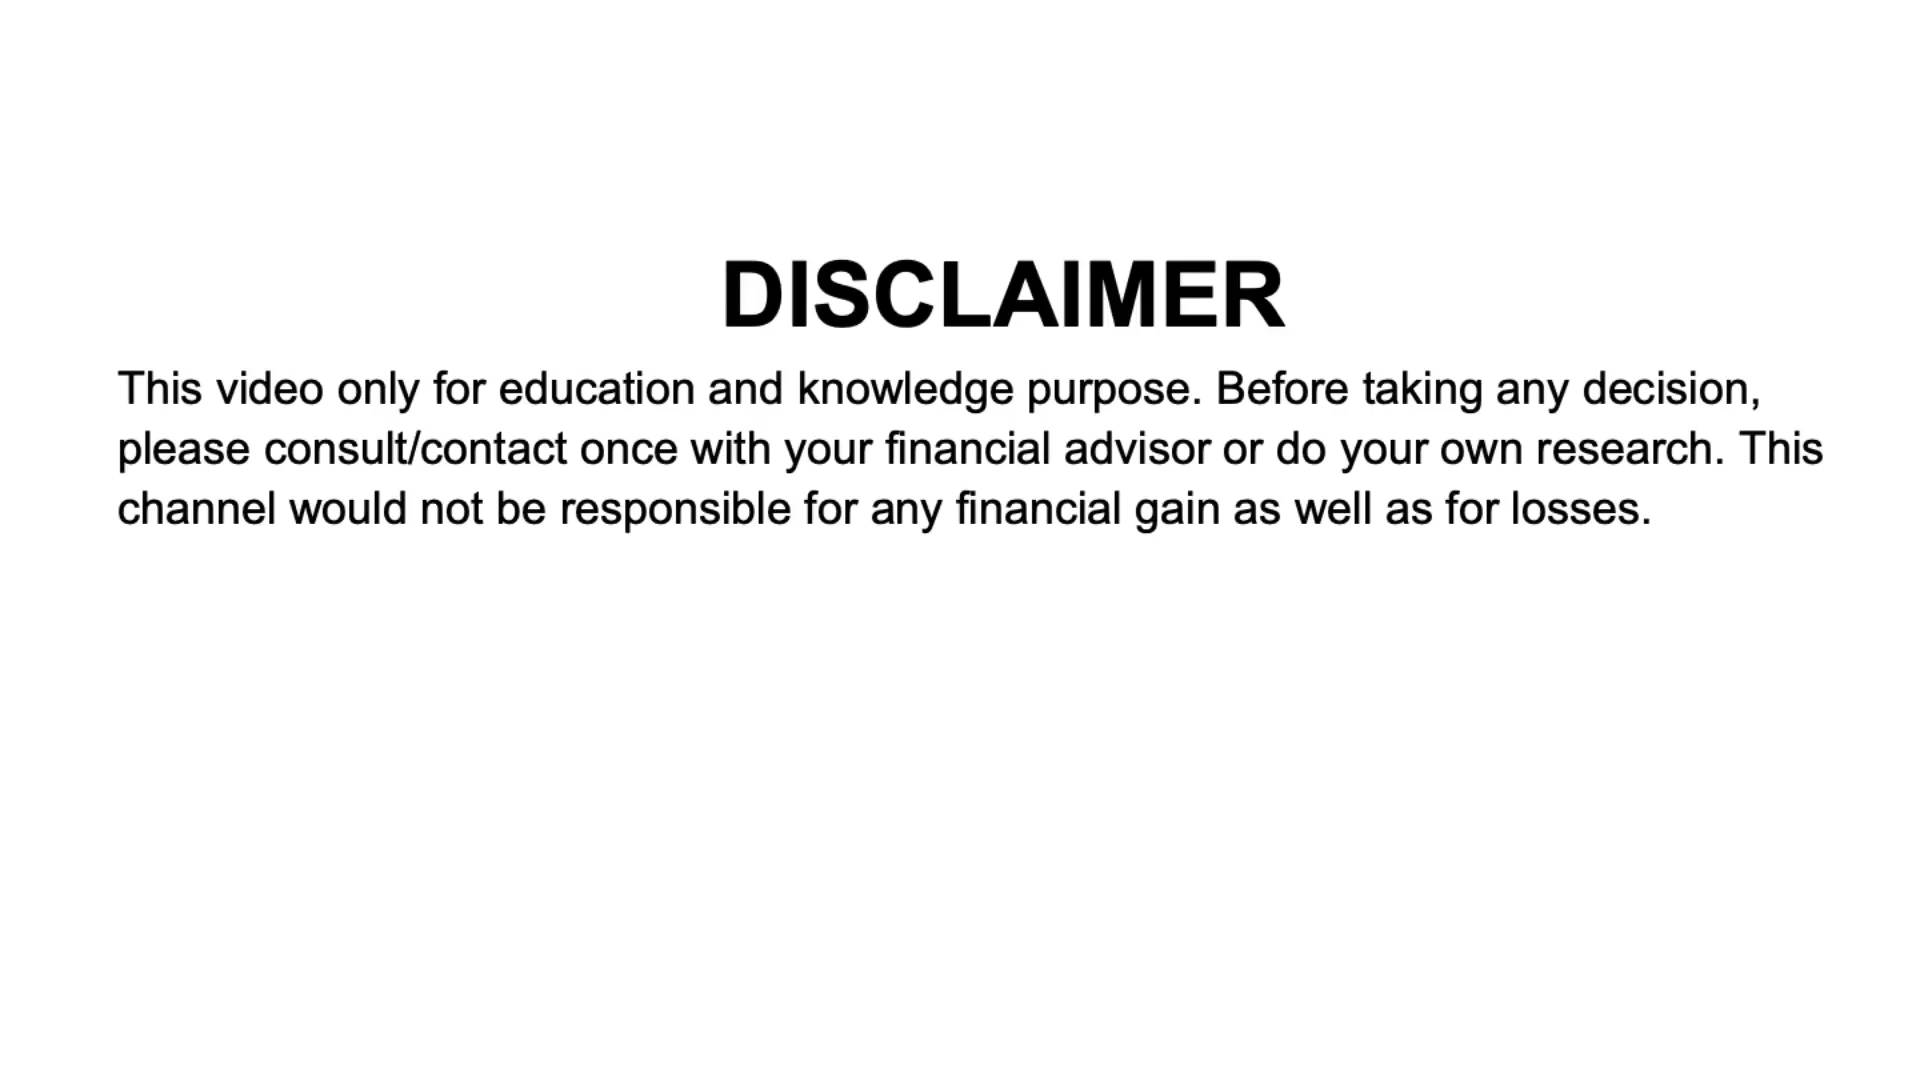 DISCLAIMER
This video only for education and knowledge purpose. Before taking any decision,
please consult/contact once with your financial advisor or do your own research. This
channel would not be responsible for any financial gain as well as for losses.